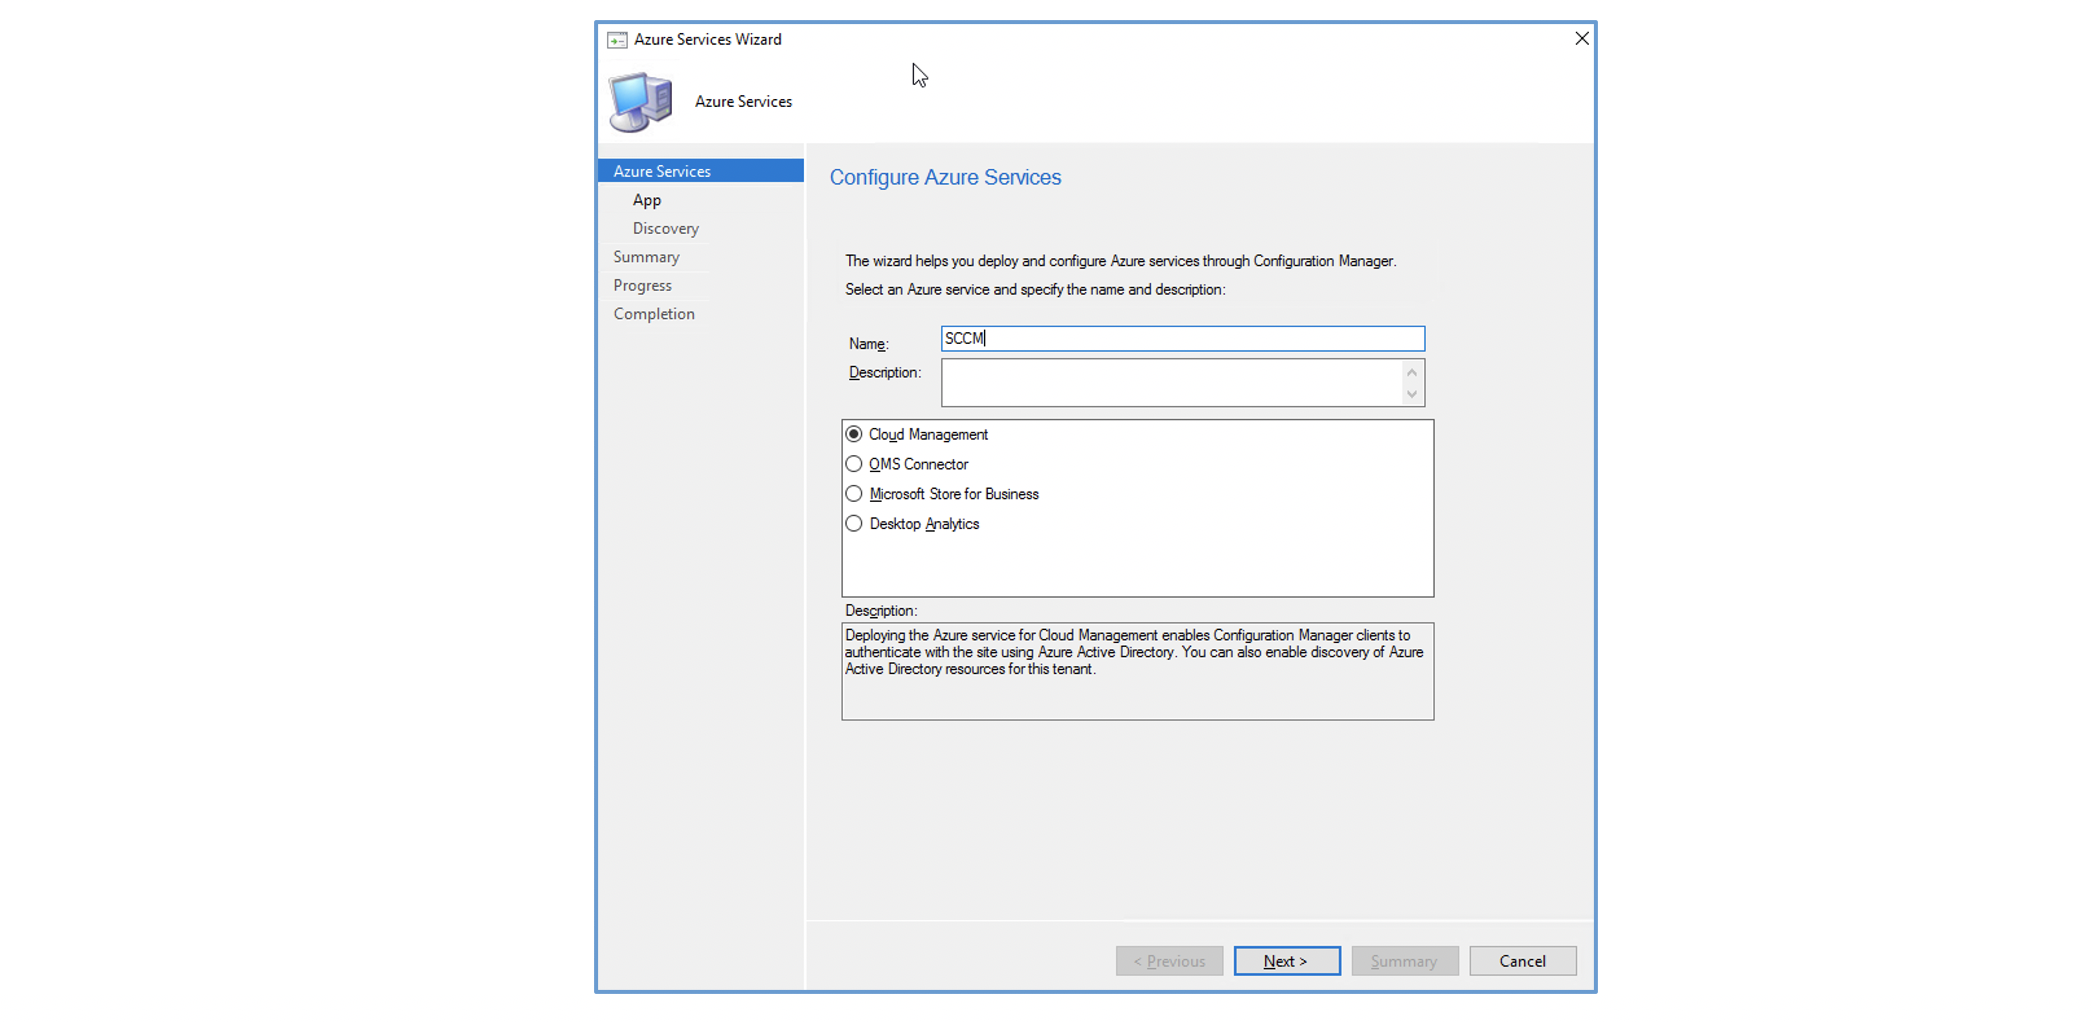 Azure Services Wizard
Azure Services
Azure Services
App
Discovery
Summary
Progress
Completion
Configure Azure Services
The wizard helps you deploy and configure Azure services through Configuration Manager.
Select an Azure service and specify the name and description:
Name: SCCM
Description:
Cloud Management
OMS Connector
Microsoft Store for Business
Desktop Analytics
Description:
Deploying the Azure service for Cloud Management enables Configuration Manager clients to
authenticate with the site using Azure Active Directory. You can also enable discovery of Azure
Active Directory resources for this tenant.
< Previous Next > Summary Cancel